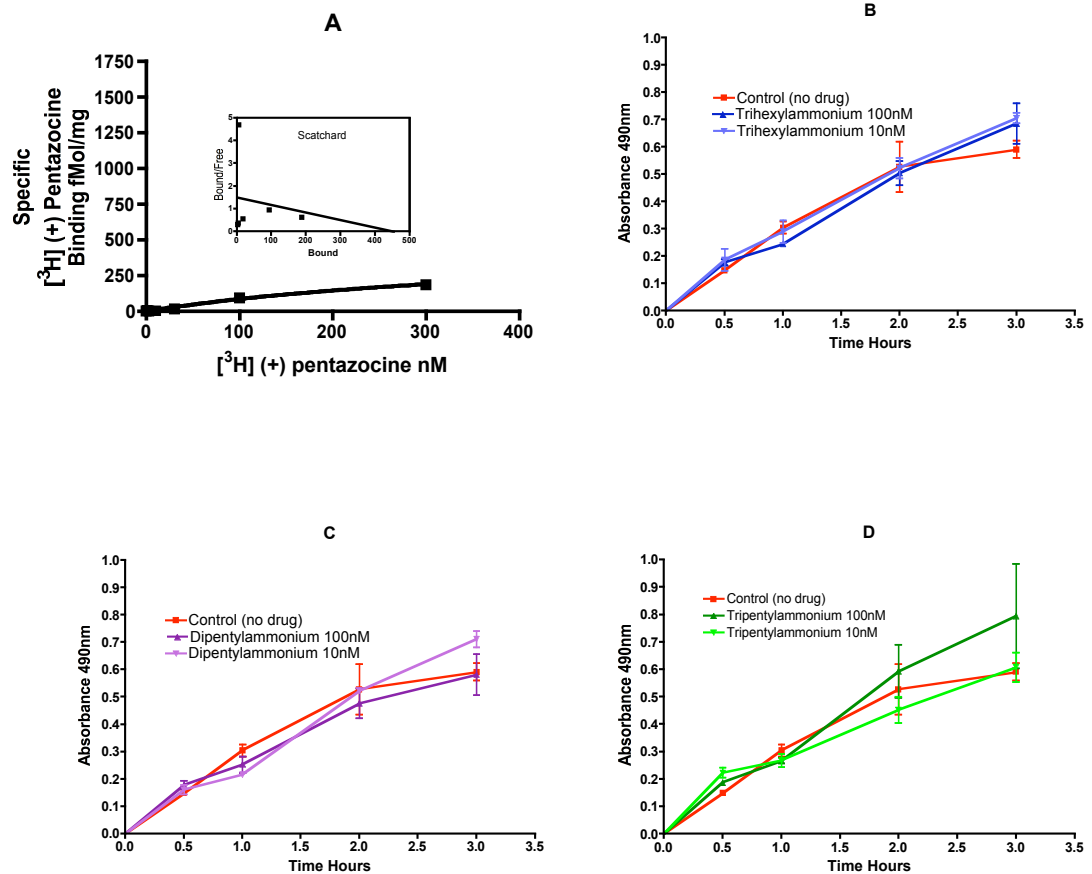 A
Specific
[³H] (+) Pentazocine
Binding fMol/mg
1750
1500
1250
1000
750
500
250
0
0 100 200 300 400
[³H] (+) pentazocine nM
Scatchard
Bound/Free
5
4
3
2
1
0
0 100 200 300 400 500
Bound
B
Absorbance 490nm
1.0
0.9
0.8
0.7
0.6
0.5
0.4
0.3
0.2
0.1
0.0
Control (no drug)
Trihexylammonium 100nM
Trihexylammonium 10nM
0.0 0.5 1.0 1.5 2.0 2.5 3.0 3.5
Time Hours
C
Absorbance 490nm
1.0
0.9
0.8
0.7
0.6
0.5
0.4
0.3
0.2
0.1
0.0
Control (no drug)
Dipentylammonium 100nM
Dipentylammonium 10nM
0.0 0.5 1.0 1.5 2.0 2.5 3.0 3.5
Time Hours
D
Absorbance 490nm
1.0
0.9
0.8
0.7
0.6
0.5
0.4
0.3
0.2
0.1
0.0
Control (no drug)
Tripentylammonium 100nM
Tripentylammonium 10nM
0.0 0.5 1.0 1.5 2.0 2.5 3.0 3.5
Time Hours